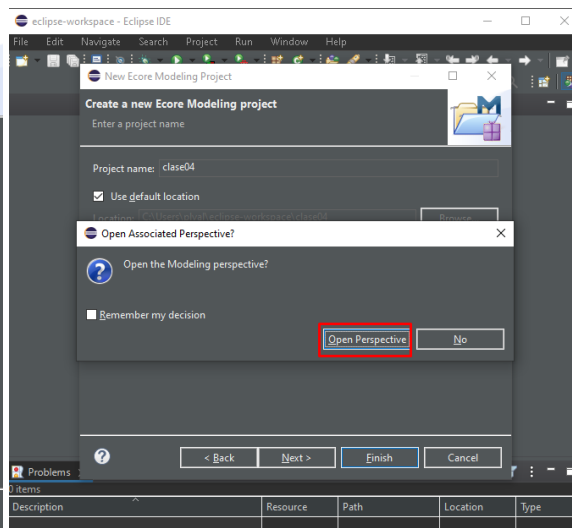 eclipse-workspace - Eclipse IDE
File Edit Navigate Search Project Run Window Help
New Ecore Modeling Project
Create a new Ecore Modeling project
Enter a project name
Project name: clase04
Use default location
Location: Browse...
Open Associated Perspective?
Open the Modeling perspective?
Remember my decision
Open Perspective No
< Back Next > Finish Cancel
Problems
0 items
Description Resource Path Location Type